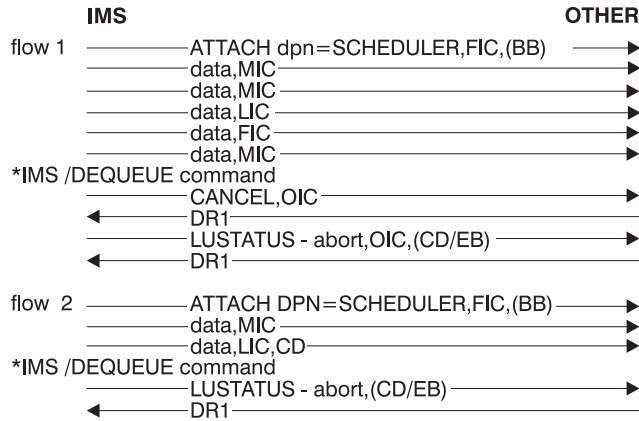 IMS OTHER
flow 1 ATTACH dpn=SCHEDULER,FIC,(BB)
data,MIC
data,MIC
data,LIC
data,FIC
data,MIC
*IMS /DEQUEUE command
CANCEL,OIC
DR1
LUSTATUS - abort,OIC,(CD/EB)
DR1
flow 2 ATTACH DPN=SCHEDULER,FIC,(BB)
data,MIC
data,LIC,CD
*IMS /DEQUEUE command
LUSTATUS - abort,(CD/EB)
DR1